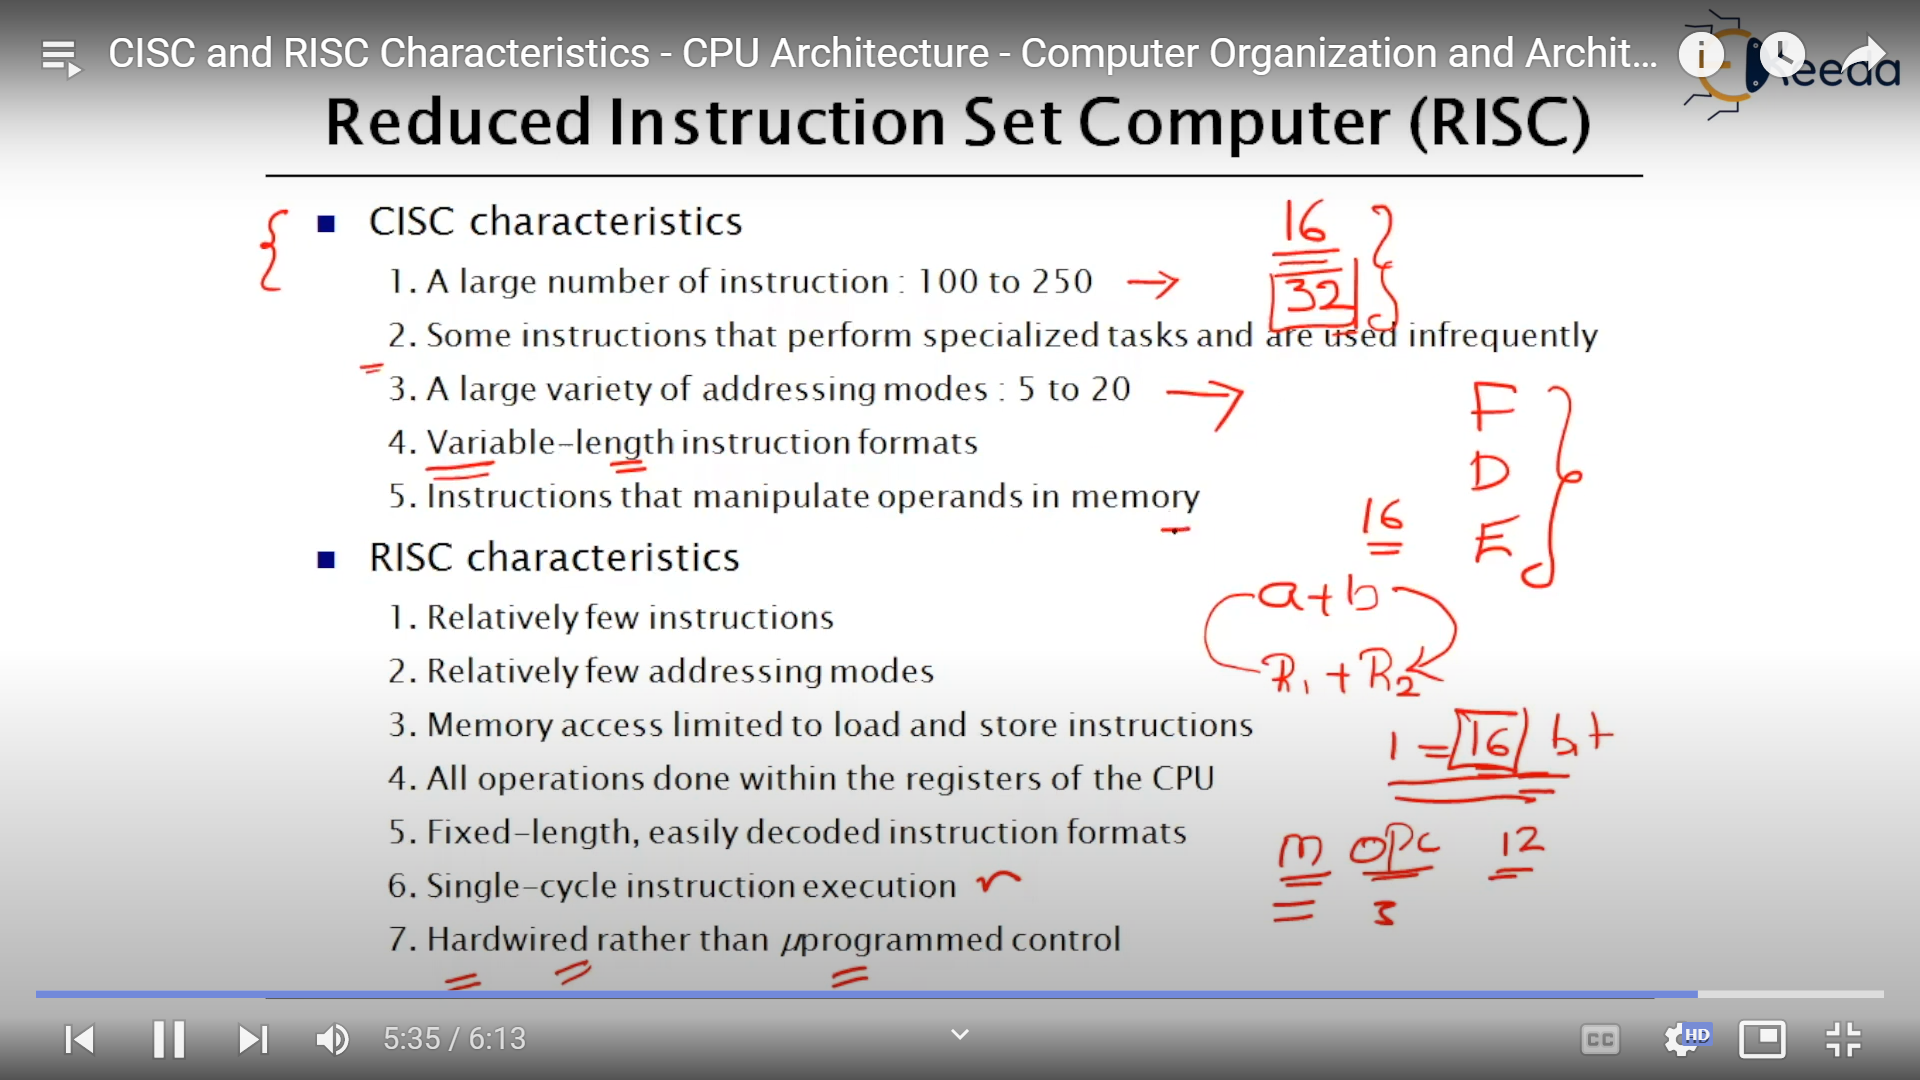 CISC and RISC Characteristics - CPU Architecture - Computer Organization and Archit...
Reduced Instruction Set Computer (RISC)
CISC characteristics
16
1. A large number of instruction : 100 to 250
32
2. Some instructions that perform specialized tasks and are used infrequently
3. A large variety of addressing modes : 5 to 20
F
4. Variable-length instruction formats
D
5. Instructions that manipulate operands in memory
16
E
RISC characteristics
a+b
1. Relatively few instructions
2. Relatively few addressing modes
R1 + R2
3. Memory access limited to load and store instructions
1 = 16 bit
4. All operations done within the registers of the CPU
5. Fixed-length, easily decoded instruction formats
m OPC 12
6. Single-cycle instruction execution
3
7. Hardwired rather than μprogrammed control
5:35 / 6:13
CC
HD